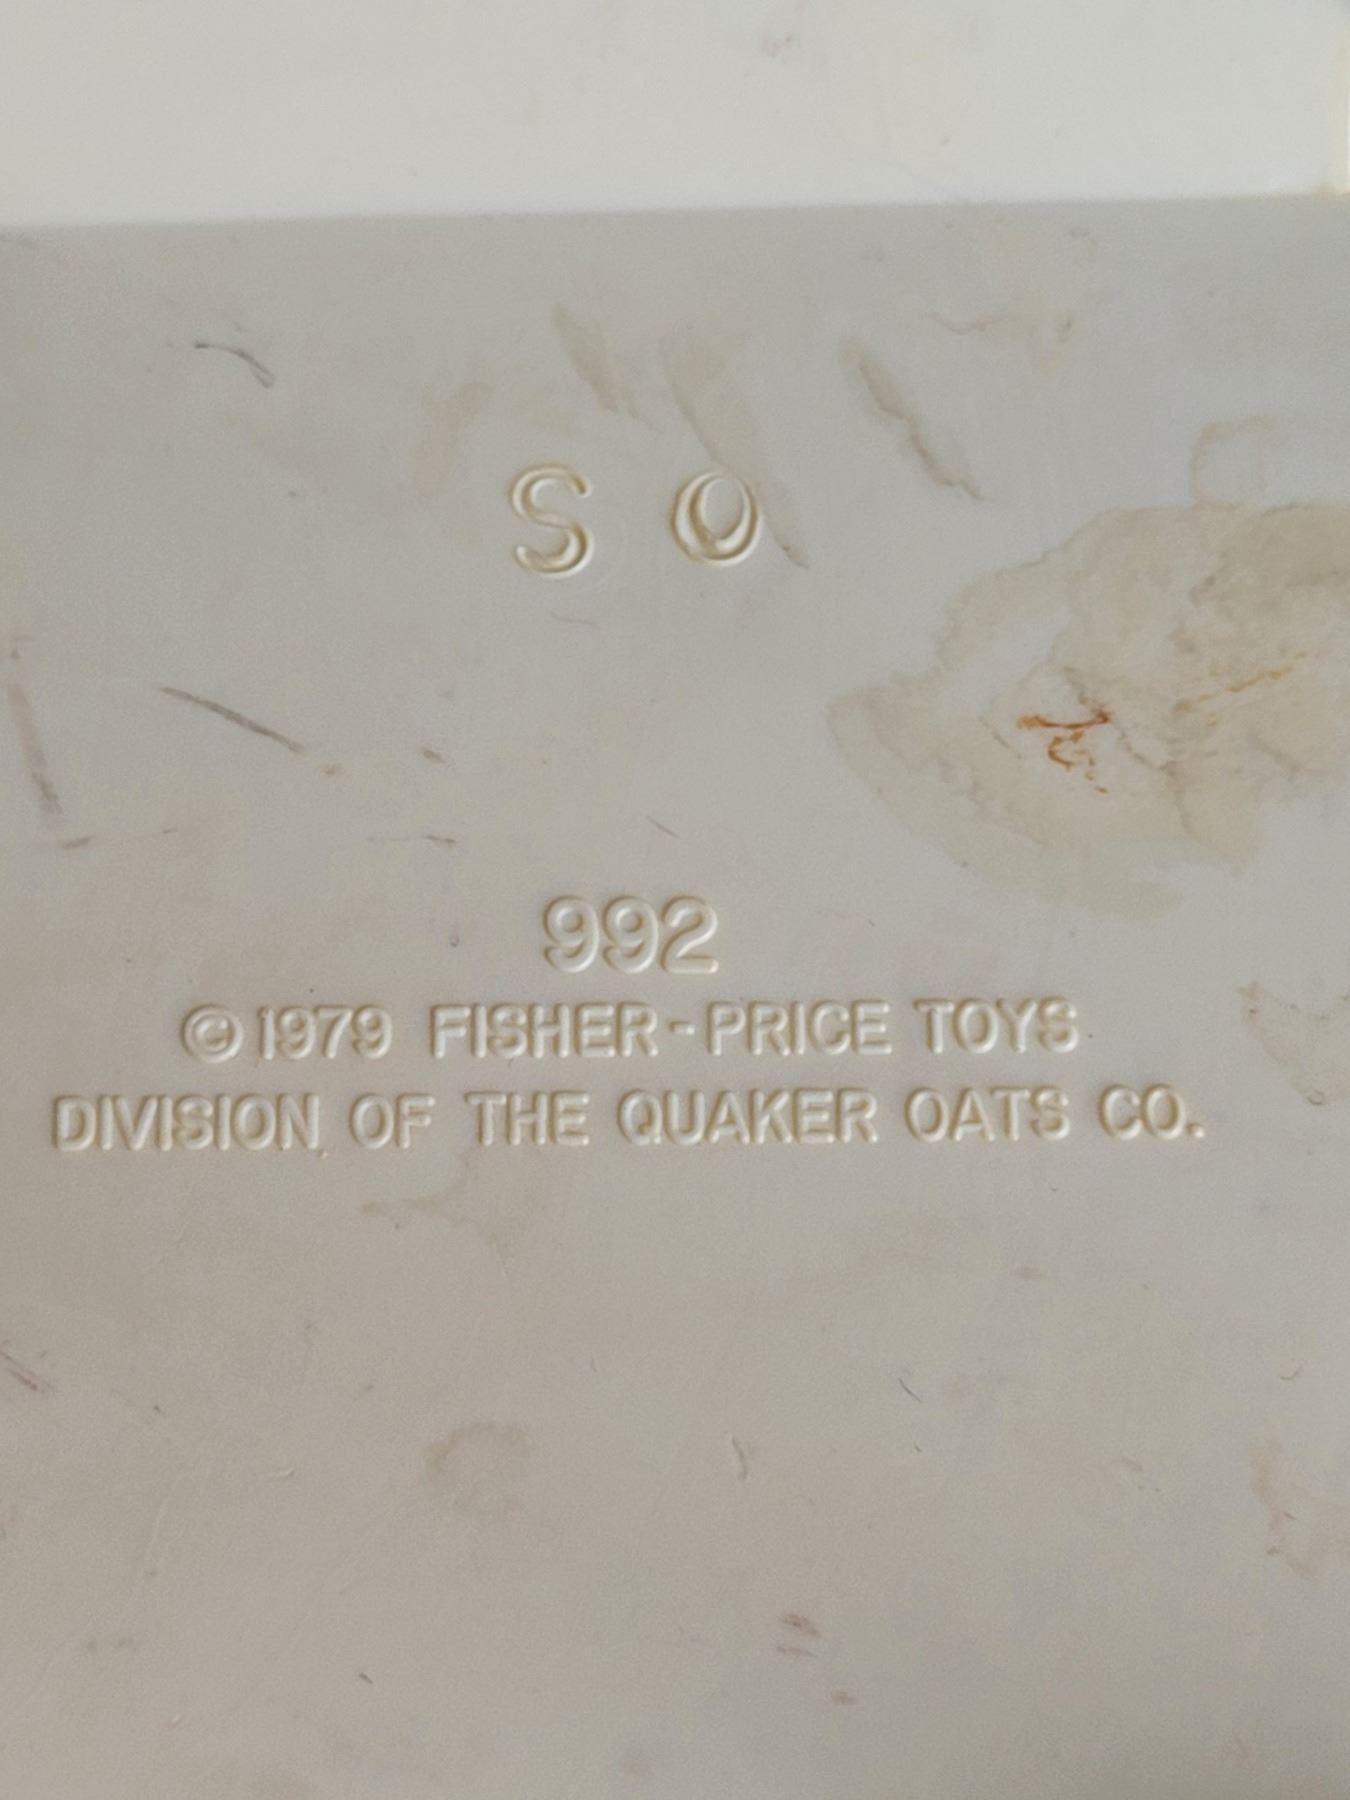 S O
992
©1979 FISHER-PRICE TOYS
DIVISION OF THE QUAKER OATS CO.